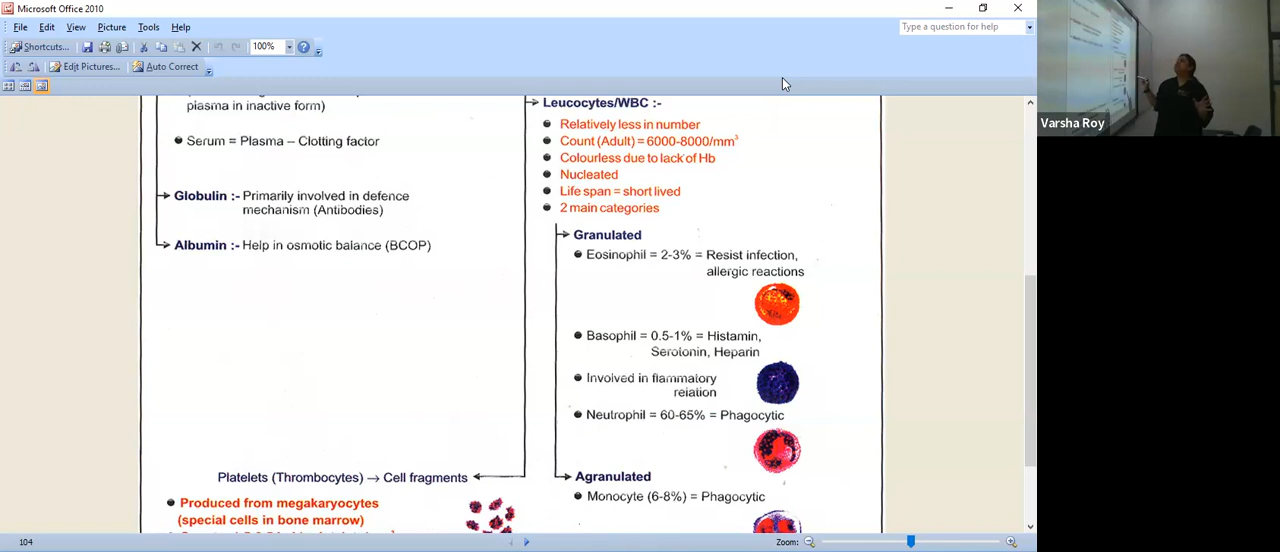 Microsoft Office 2010
File Edit View Picture Tools Help
Type a question for help
Shortcuts...
100%
Edit Pictures...
Auto Correct
Varsha Roy
plasma in inactive form)
Serum = Plasma – Clotting factor
Globulin :- Primarily involved in defence
mechanism (Antibodies)
Albumin :- Help in osmotic balance (BCOP)
Leucocytes/WBC :-
Relatively less in number
Count (Adult) = 6000-8000/mm³
Colourless due to lack of Hb
Nucleated
Life span = short lived
2 main categories
Granulated
Eosinophil = 2-3% = Resist infection,
allergic reactions
Basophil = 0.5-1% = Histamin,
Serotonin, Heparin
Involved in flammatory
relation
Neutrophil = 60-65% = Phagocytic
Agranulated
Monocyte (6-8%) = Phagocytic
Platelets (Thrombocytes) → Cell fragments
Produced from megakaryocytes
(special cells in bone marrow)
104
Zoom: